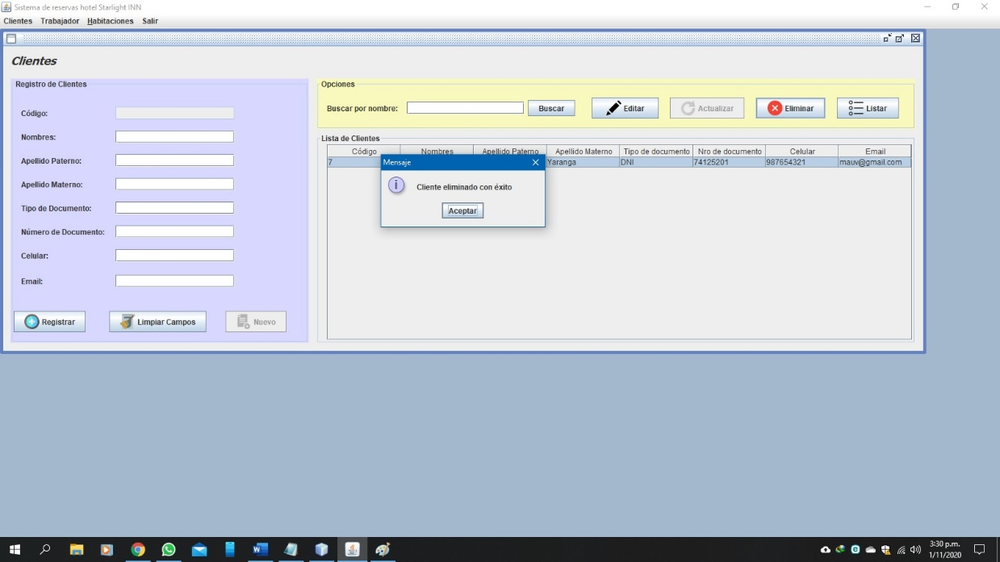 Sistema de reservas hotel Starlight INN
Clientes Trabajador Habitaciones Salir
Clientes
Registro de Clientes
Código:
Nombres:
Apellido Paterno:
Apellido Materno:
Tipo de Documento:
Número de Documento:
Celular:
Email:
Registrar Limpiar Campos Nuevo
Opciones
Buscar por nombre: Buscar Editar Actualizar Eliminar Listar
Lista de Clientes
Código Nombres Apellido Paterno Apellido Materno Tipo de documento Nro de documento Celular Email
7 Yaranga DNI 74125201 987654321 mauv@gmail.com
Mensaje
Cliente eliminado con éxito
Aceptar
3:30 p.m.
1/11/2020